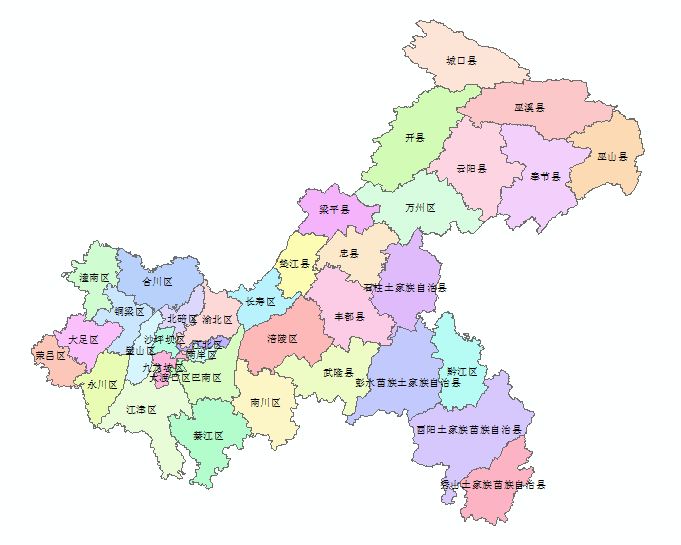 城口县
巫溪县
开县
巫山县
云阳县
奉节县
万州区
梁平县
忠县
垫江县
石柱土家族自治县
潼南区
合川区
长寿区
丰都县
铜梁区
北碚区
渝北区
大足区
沙坪坝区
江北区
涪陵区
璧山区
南岸区
荣昌区
九龙坡区
大渡口区
巴南区
武隆县
黔江区
永川区
彭水苗族土家族自治县
江津区
南川区
綦江区
酉阳土家族苗族自治县
秀山土家族苗族自治县